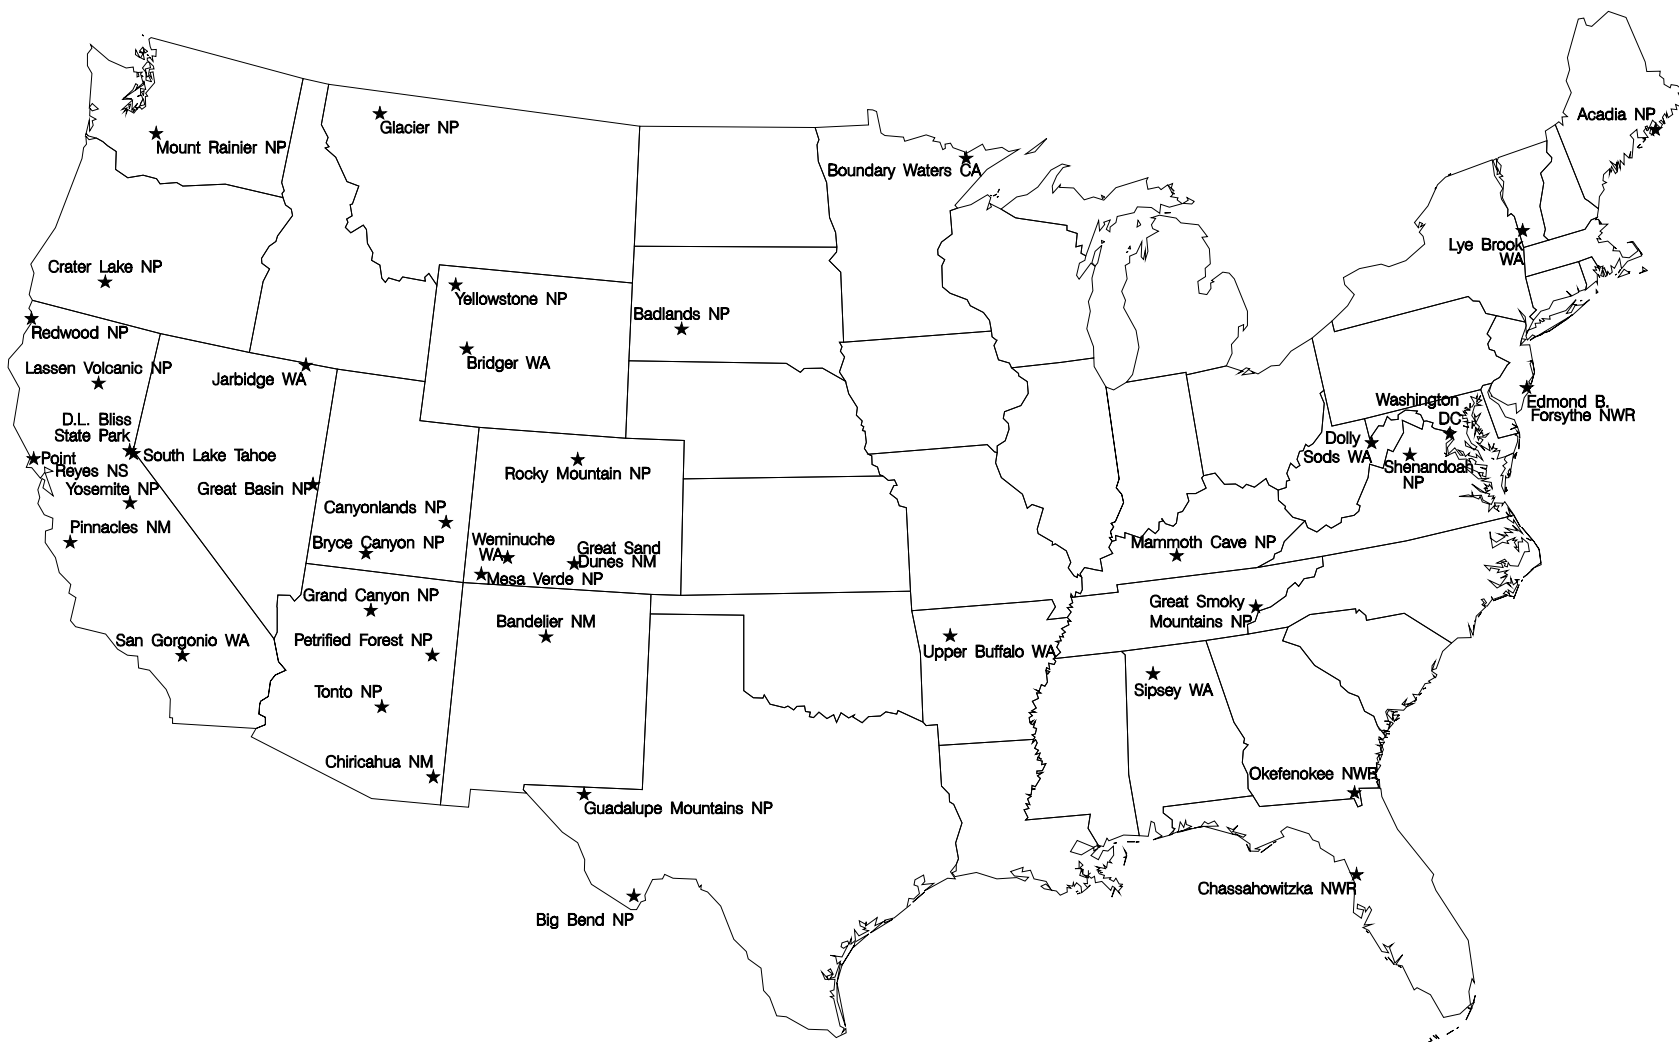 Acadia NP
Glacier NP
Mount Rainier NP
Boundary Waters CA
Lye Brook
WA
Crater Lake NP
Yellowstone NP
Badlands NP
Redwood NP
Bridger WA
Lassen Volcanic NP
Jarbidge WA
Washington
DC
Edmond B.
Forsythe NWR
D.L. Bliss
State Park
South Lake Tahoe
Dolly
Sods WA
Shenandoah
NP
Point
Reyes NS
Yosemite NP
Great Basin NP
Rocky Mountain NP
Canyonlands NP
Pinnacles NM
Bryce Canyon NP
Weminuche
WA
Great Sand
Dunes NM
Mesa Verde NP
Mammoth Cave NP
Grand Canyon NP
Great Smoky
Mountains NP
Bandelier NM
San Gorgonio WA
Petrified Forest NP
Upper Buffalo WA
Tonto NP
Sipsey WA
Chiricahua NM
Okefenokee NWR
Guadalupe Mountains NP
Chassahowitzka NWR
Big Bend NP